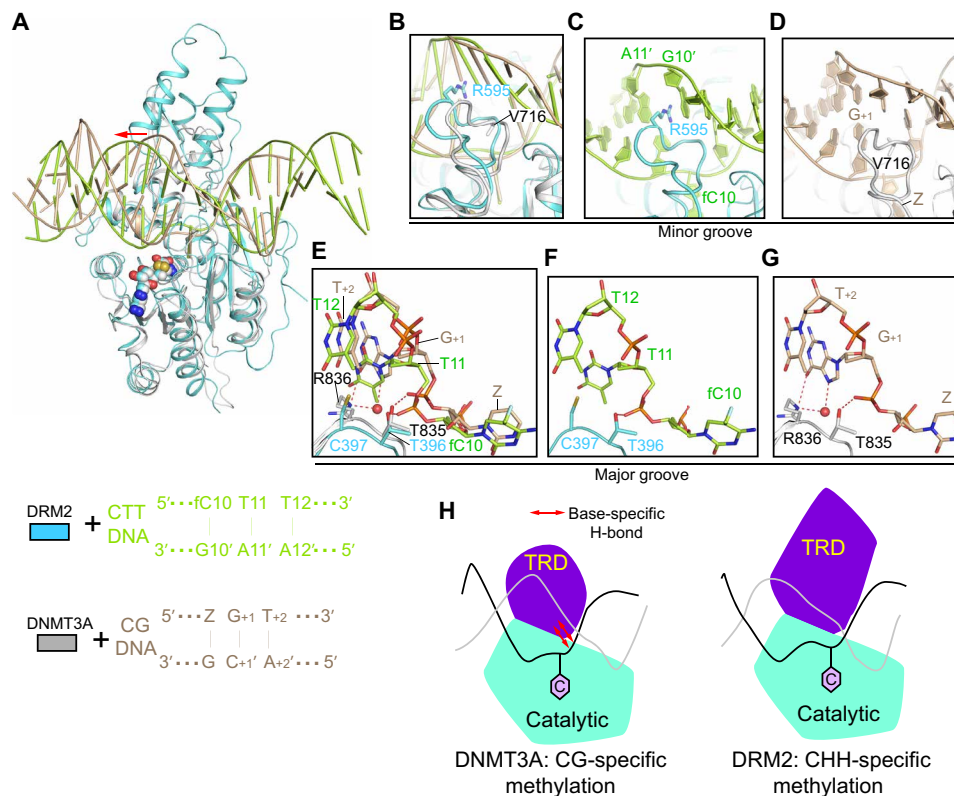 A
B
R595
V716
C
A11′ G10′
R595
fC10
D
G+1
V716
Z
Minor groove
E
T+2
T12
G+1
T11
R836
Z
T835
C397
T396
fC10
F
T12
T11
fC10
C397
T396
G
T+2
G+1
Z
R836
T835
Major groove
DRM2
+
CTT
DNA
5′···fC10 T11 T12···3′
3′···G10′ A11′ A12′···5′
DNMT3A
+
CG
DNA
5′··· Z G+1 T+2 ···3′
3′··· G C+1′ A+2′ ···5′
H
Base-specific
H-bond
TRD
C
Catalytic
DNMT3A: CG-specific
methylation
TRD
C
Catalytic
DRM2: CHH-specific
methylation